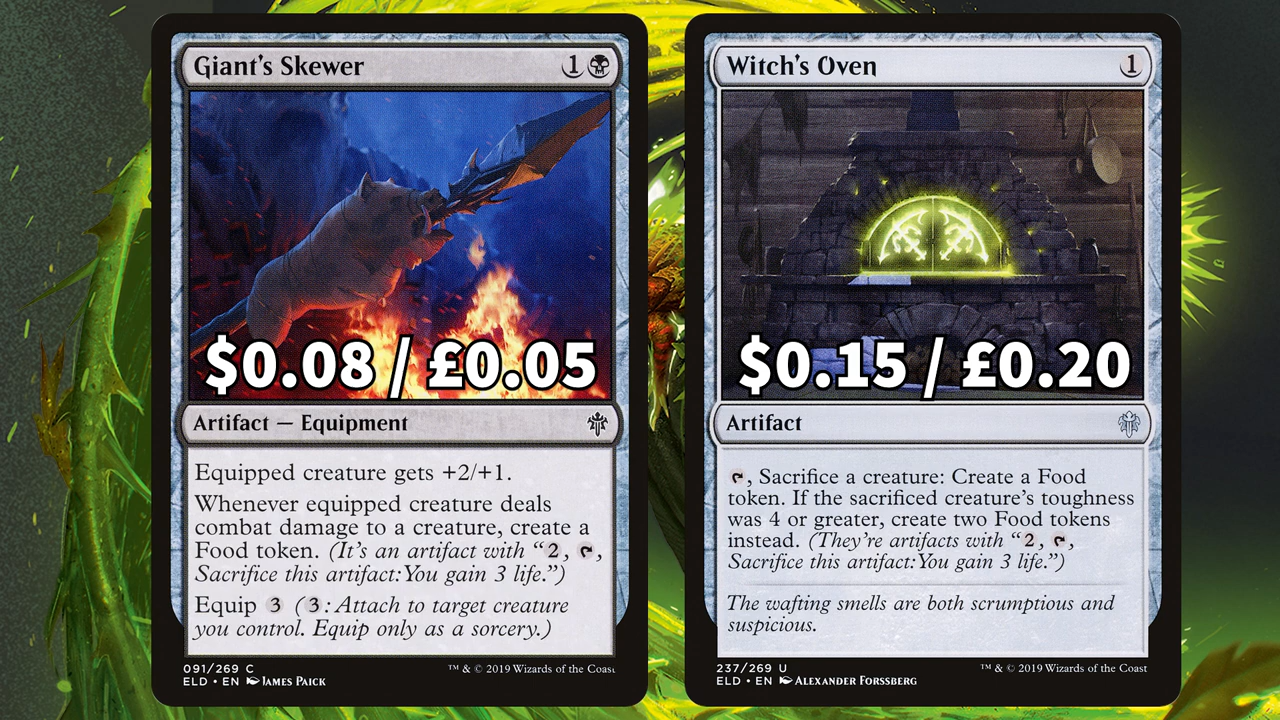 Giant's Skewer 1
$0.08 / £0.05
Artifact — Equipment
Equipped creature gets +2/+1.
Whenever equipped creature deals
combat damage to a creature, create a
Food token. (It's an artifact with “2, ,
Sacrifice this artifact:You gain 3 life.”)
Equip 3 (3: Attach to target creature
you control. Equip only as a sorcery.)
091/269 C
ELD • EN James Paick
™ & © 2019 Wizards of the Coast
Witch's Oven 1
$0.15 / £0.20
Artifact
, Sacrifice a creature: Create a Food
token. If the sacrificed creature's toughness
was 4 or greater, create two Food tokens
instead. (They're artifacts with “2, ,
Sacrifice this artifact:You gain 3 life.”)
The wafting smells are both scrumptious and
suspicious.
237/269 U
ELD • EN Alexander Forssberg
™ & © 2019 Wizards of the Coast